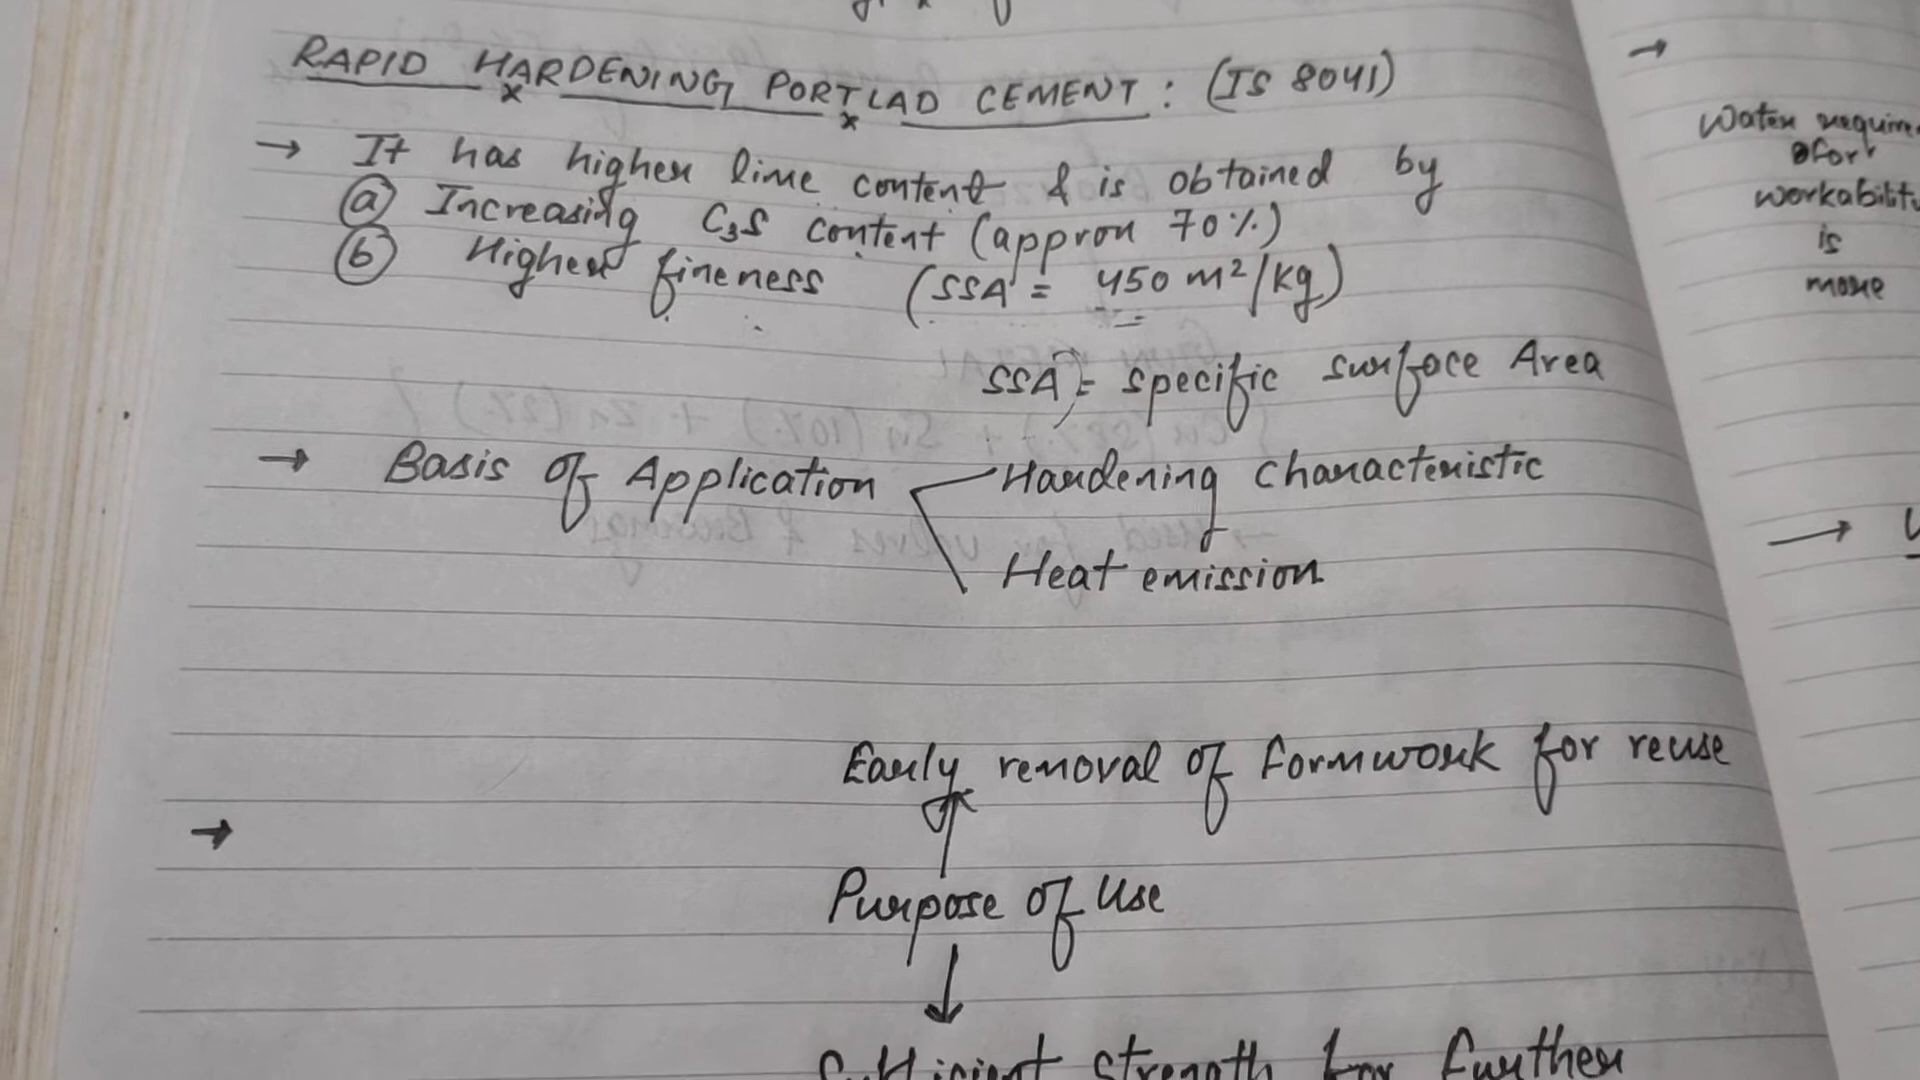 RAPID HARDENING PORTLAD CEMENT : (IS 8041)
→ It has higher lime content & is obtained by
ⓐ Increasing C₃S content (approx 70%)
ⓑ Higher fineness (SSA = 450 m²/kg)
SSA = specific surface Area
→ Basis of Application Hardening characteristic
Heat emission
Early removal of formwork for reuse
→
Purpose of Use
Sufficient strength for further
→
Water require
for
workability
is
more
→